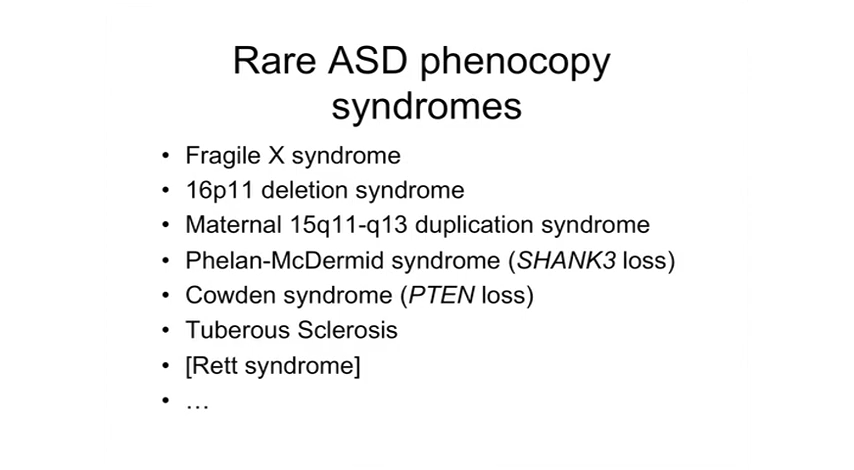 Rare ASD phenocopy
syndromes
• Fragile X syndrome
• 16p11 deletion syndrome
• Maternal 15q11-q13 duplication syndrome
• Phelan-McDermid syndrome (SHANK3 loss)
• Cowden syndrome (PTEN loss)
• Tuberous Sclerosis
• [Rett syndrome]
• …